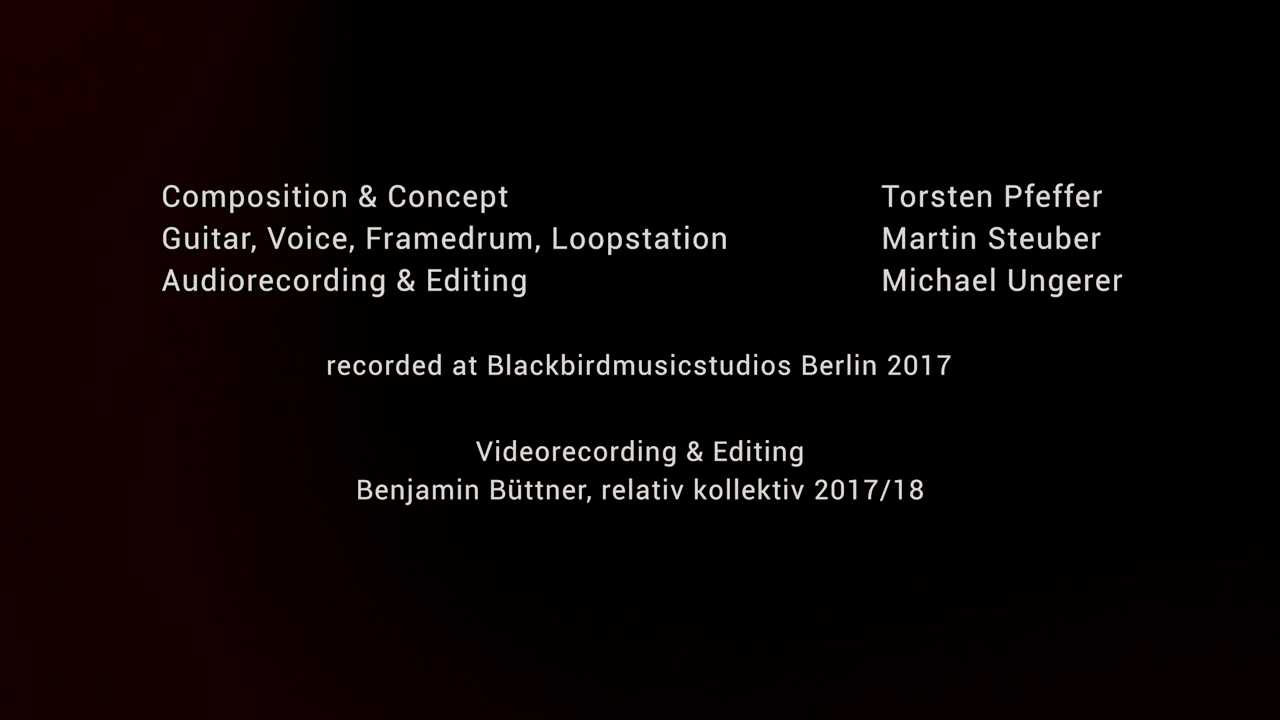 Composition & Concept Torsten Pfeffer
Guitar, Voice, Framedrum, Loopstation Martin Steuber
Audiorecording & Editing Michael Ungerer
recorded at Blackbirdmusicstudios Berlin 2017
Videorecording & Editing
Benjamin Büttner, relativ kollektiv 2017/18